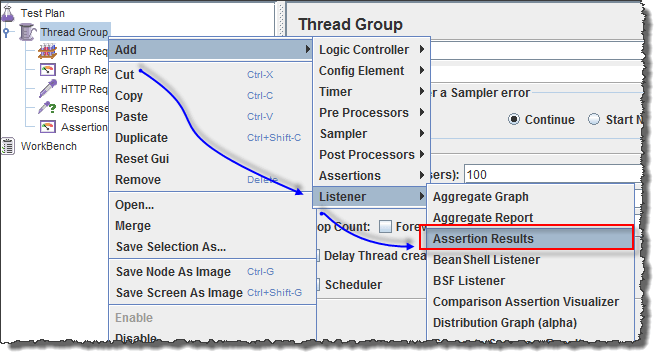 Test Plan
Thread Group
HTTP Req
Graph Res
HTTP Req
Response
Assertion
WorkBench
Add
Cut Ctrl-X
Copy Ctrl-C
Paste Ctrl-V
Duplicate Ctrl+Shift-C
Reset Gui
Remove Delete
Open...
Merge
Save Selection As...
Save Node As Image Ctrl-G
Save Screen As Image Ctrl+Shift-G
Enable
Disable
Logic Controller
Config Element
Timer
Pre Processors
Sampler
Post Processors
Assertions
Listener
Aggregate Graph
Aggregate Report
Assertion Results
BeanShell Listener
BSF Listener
Comparison Assertion Visualizer
Distribution Graph (alpha)
Thread Group
r a Sampler error
Continue Start N
sers): 100
op Count: Forev
Delay Thread crea
Scheduler